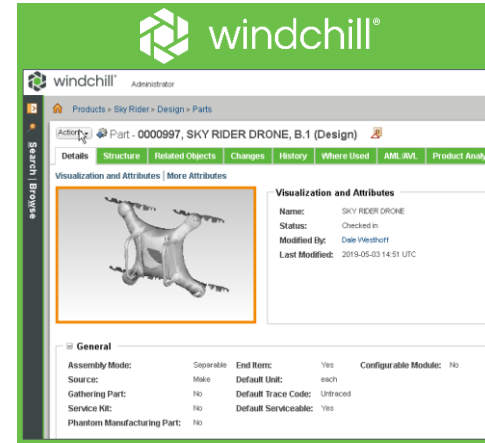 windchill®
windchill® Administrator
Products » Sky Rider » Design » Parts
Actions Part - 0000997, SKY RIDER DRONE, B.1 (Design)
Details Structure Related Objects Changes History Where Used AML/AVL Product Analy
Visualization and Attributes | More Attributes
Search | Browse
Visualization and Attributes
Name: SKY RIDER DRONE
Status: Checked in
Modified By: Dale Westhoff
Last Modified: 2019-05-03 14:51 UTC
General
Assembly Mode: Separable End Item: Yes Configurable Module: No
Source: Make Default Unit: each
Gathering Part: No Default Trace Code: Untraced
Service Kit: No Default Serviceable: Yes
Phantom Manufacturing Part: No